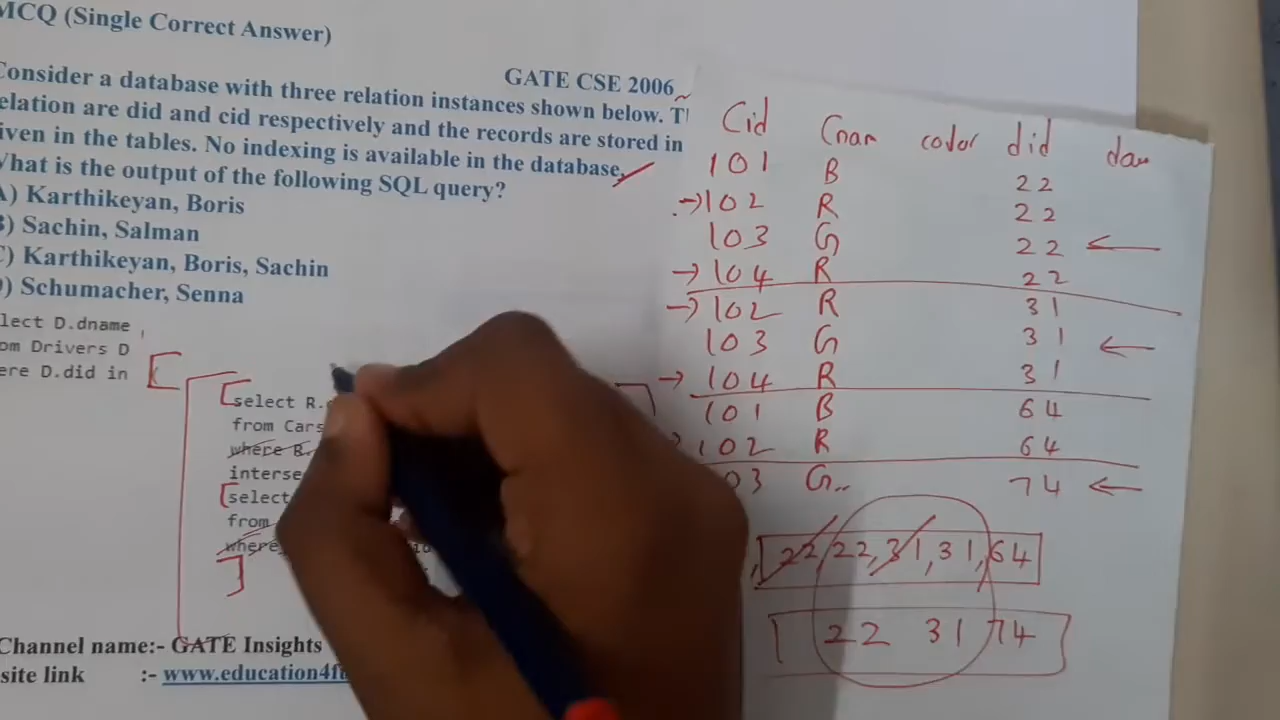 MCQ (Single Correct Answer)
GATE CSE 2006
Consider a database with three relation instances shown below. T
elation are did and cid respectively and the records are stored in
iven in the tables. No indexing is available in the database.
What is the output of the following SQL query?
A) Karthikeyan, Boris
B) Sachin, Salman
C) Karthikeyan, Boris, Sachin
D) Schumacher, Senna
lect D.dname
om Drivers D
ere D.did in
select R.
from Cars
where R.
interse
select
from
where
Channel name:- GATE Insights
site link :- www.education4f
Cid Cnam color did
101 B 22
102 R 22
103 G 22
104 R 22
102 R 31
103 G 31
104 R 31
101 B 64
102 R 64
03 G.. 74
, 22, 22, 31, 31, 64
22 31 74